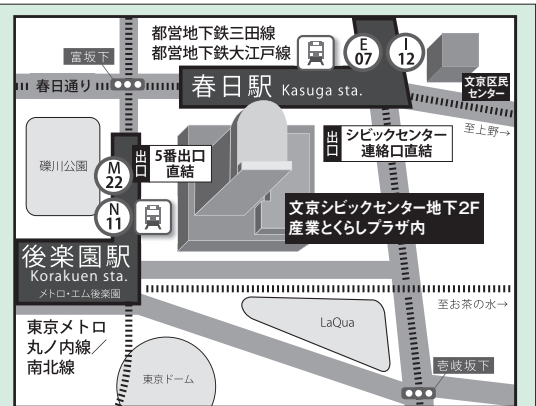 都営地下鉄三田線
都営地下鉄大江戸線
E
07
I
12
富坂下
春日通り
春日駅 Kasuga sta.
文京区民
センター
至上野→
出口
シビックセンター
連絡口直結
出口
5番出口
直結
礫川公園
M
22
N
11
文京シビックセンター地下2F
産業とくらしプラザ内
後楽園駅
Korakuen sta.
メトロ・エム後楽園
至お茶の水→
東京メトロ
丸ノ内線／
南北線
LaQua
東京ドーム
壱岐坂下